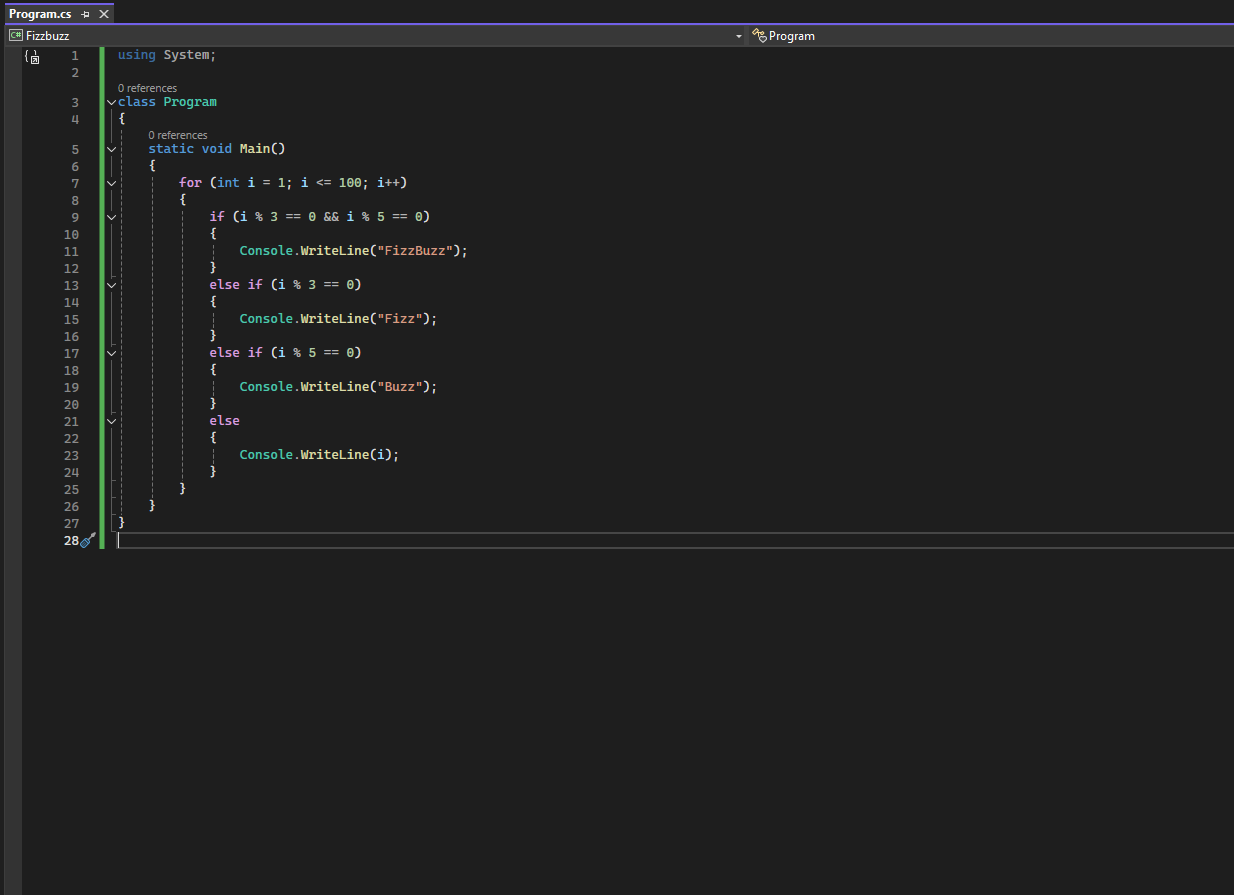 Program.cs
C# Fizzbuzz Program
1 using System;
2
0 references
3 class Program
4 {
0 references
5 static void Main()
6 {
7 for (int i = 1; i <= 100; i++)
8 {
9 if (i % 3 == 0 && i % 5 == 0)
10 {
11 Console.WriteLine("FizzBuzz");
12 }
13 else if (i % 3 == 0)
14 {
15 Console.WriteLine("Fizz");
16 }
17 else if (i % 5 == 0)
18 {
19 Console.WriteLine("Buzz");
20 }
21 else
22 {
23 Console.WriteLine(i);
24 }
25 }
26 }
27 }
28